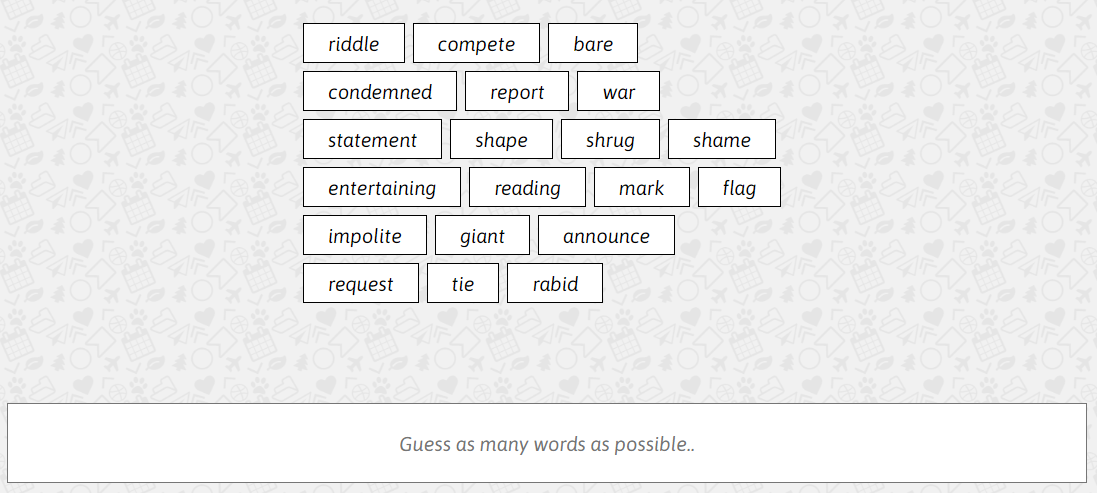 riddle compete bare
condemned report war
statement shape shrug shame
entertaining reading mark flag
impolite giant announce
request tie rabid
Guess as many words as possible..